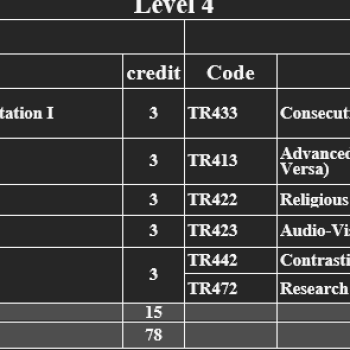 Level 4
credit Code
tation I 3 TR433 Consecut
3 TR413 Advanced
Versa)
3 TR422 Religious
3 TR423 Audio-Vis
3 TR442 Contrasti
TR472 Research
15
78